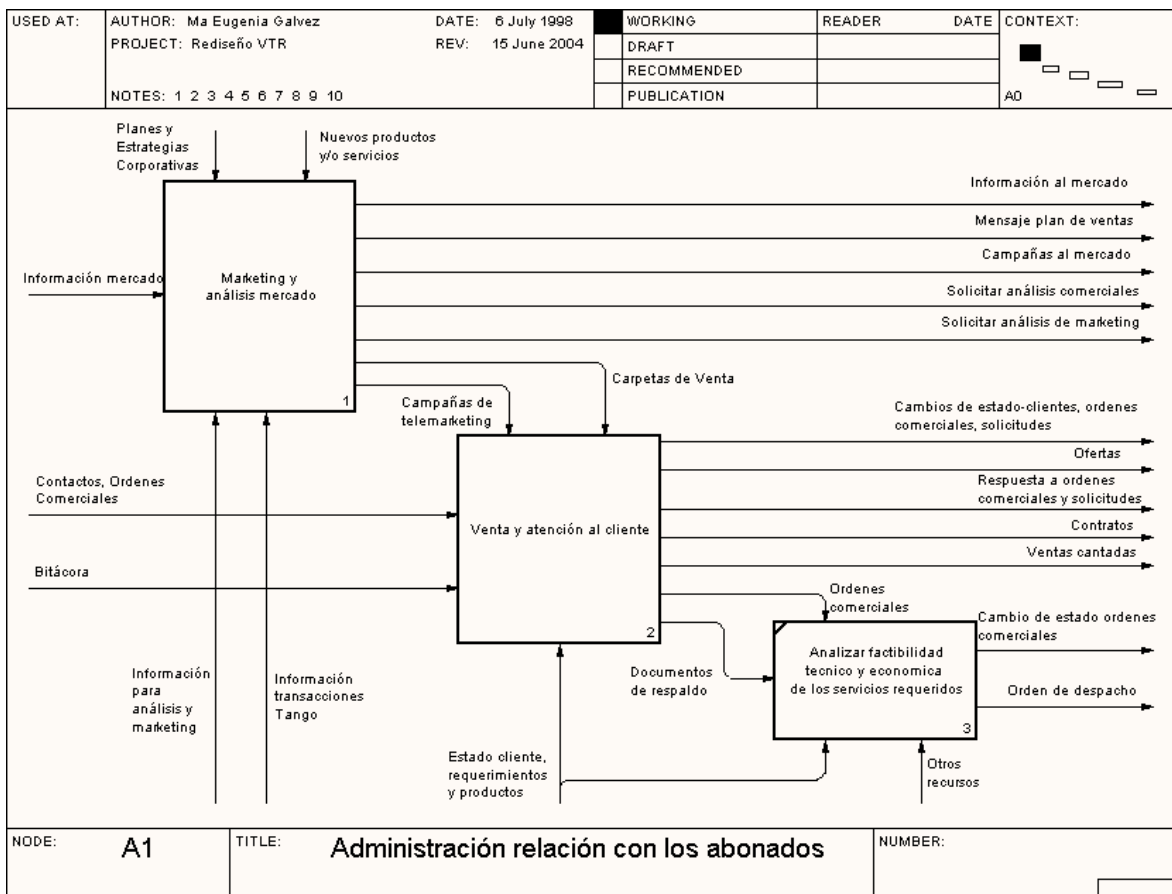 USED AT:
AUTHOR: Ma Eugenia Galvez
DATE: 6 July 1998
WORKING
READER
DATE
CONTEXT:
PROJECT: Rediseño VTR
REV: 15 June 2004
DRAFT
RECOMMENDED
NOTES: 1 2 3 4 5 6 7 8 9 10
PUBLICATION
A0
Planes y
Estrategias
Corporativas
Nuevos productos
y/o servicios
Información al mercado
Mensaje plan de ventas
Campañas al mercado
Información mercado
Marketing y
análisis mercado
1
Solicitar análisis comerciales
Solicitar análisis de marketing
Carpetas de Venta
Campañas de
telemarketing
Cambios de estado-clientes, ordenes
comerciales, solicitudes
Ofertas
Contactos, Ordenes
Comerciales
Respuesta a ordenes
comerciales y solicitudes
Venta y atención al cliente
2
Contratos
Ventas cantadas
Bitácora
Ordenes
comerciales
Cambio de estado ordenes
comerciales
Información
para
análisis y
marketing
Información
transacciones
Tango
Documentos
de respaldo
Analizar factibilidad
tecnico y economica
de los servicios requeridos
3
Orden de despacho
Estado cliente,
requerimientos
y productos
Otros
recursos
NODE:
A1
TITLE:
Administración relación con los abonados
NUMBER: